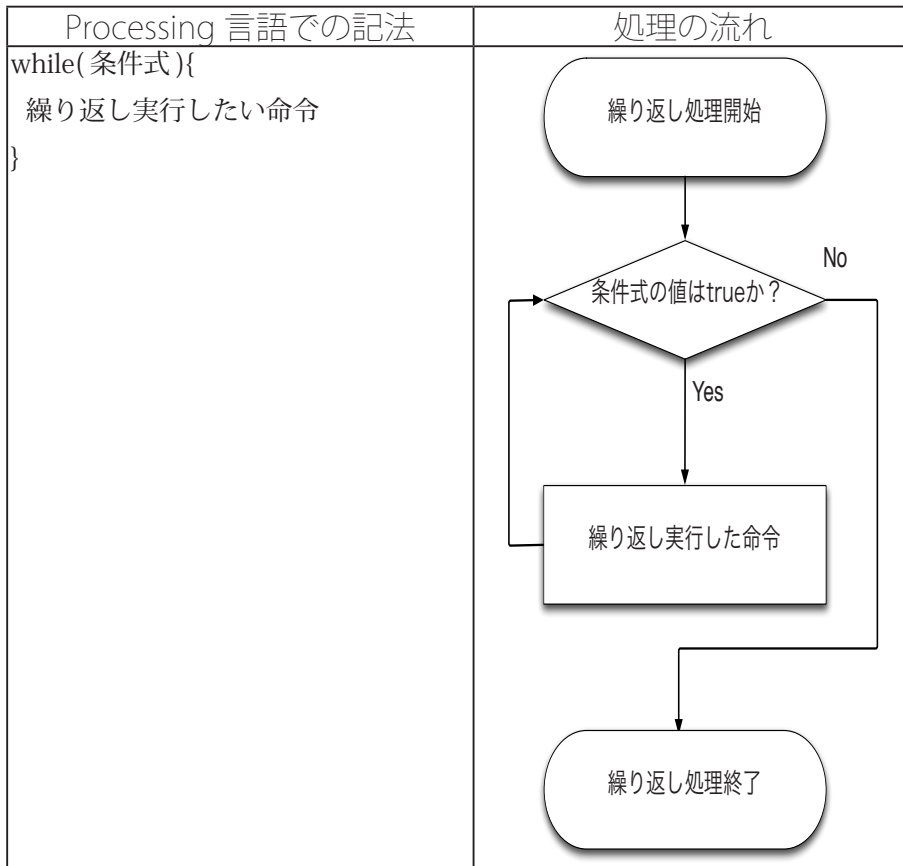 Processing 言語での記法
処理の流れ
while( 条件式 ){
繰り返し実行したい命令
}
繰り返し処理開始
条件式の値はtrueか？
No
Yes
繰り返し実行した命令
繰り返し処理終了